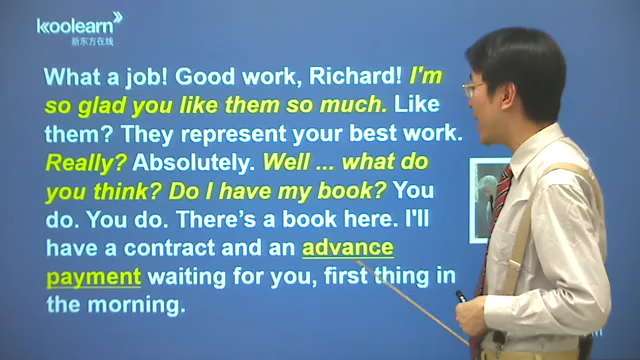 koolearn
新东方在线
What a job! Good work, Richard! I'm
so glad you like them so much. Like
them? They represent your best work.
Really? Absolutely. Well ... what do
you think? Do I have my book? You
do. You do. There's a book here. I'll
have a contract and an advance
payment waiting for you, first thing in
the morning.